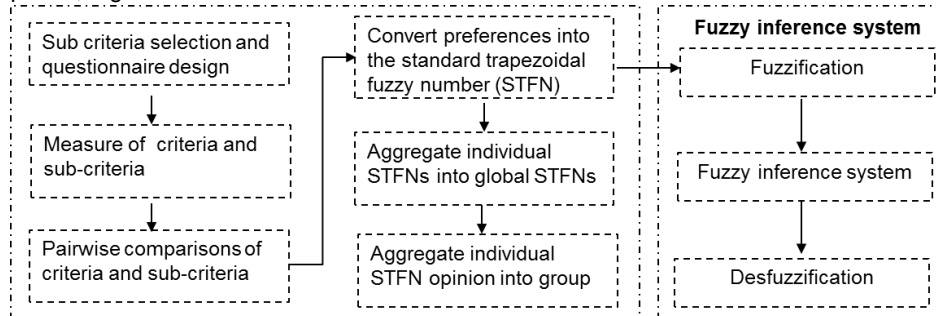 Sub criteria selection and
questionnaire design
Measure of criteria and
sub-criteria
Pairwise comparisons of
criteria and sub-criteria
Convert preferences into
the standard trapezoidal
fuzzy number (STFN)
Aggregate individual
STFNs into global STFNs
Aggregate individual
STFN opinion into group
Fuzzy inference system
Fuzzification
Fuzzy inference system
Desfuzzification